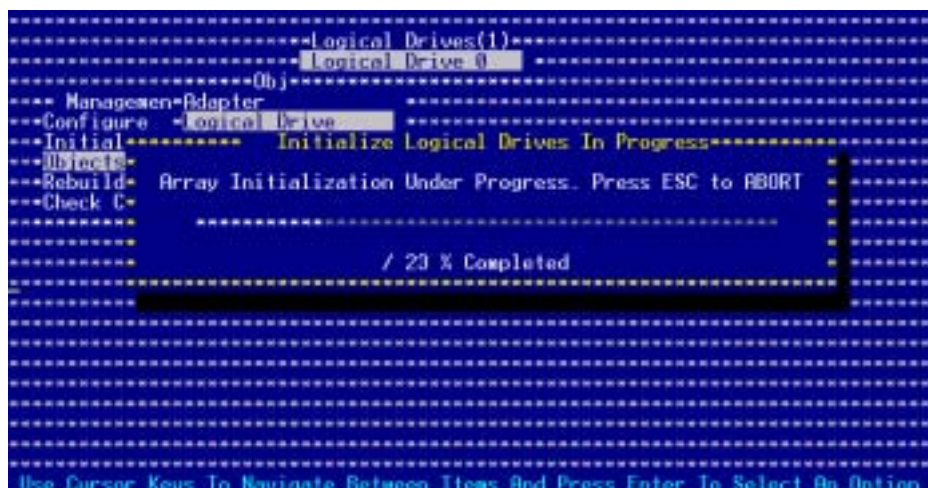 Logical Drives(1)
Logical Drive 0
Obj
Managemen Adapter
Configure Logical Drive
Initial Initialize Logical Drives In Progress
Objects
Rebuild Array Initialization Under Progress. Press ESC to ABORT
Check C
/ 23 % Completed
Use Cursor Keys To Navigate Between Items And Press Enter To Select An Option